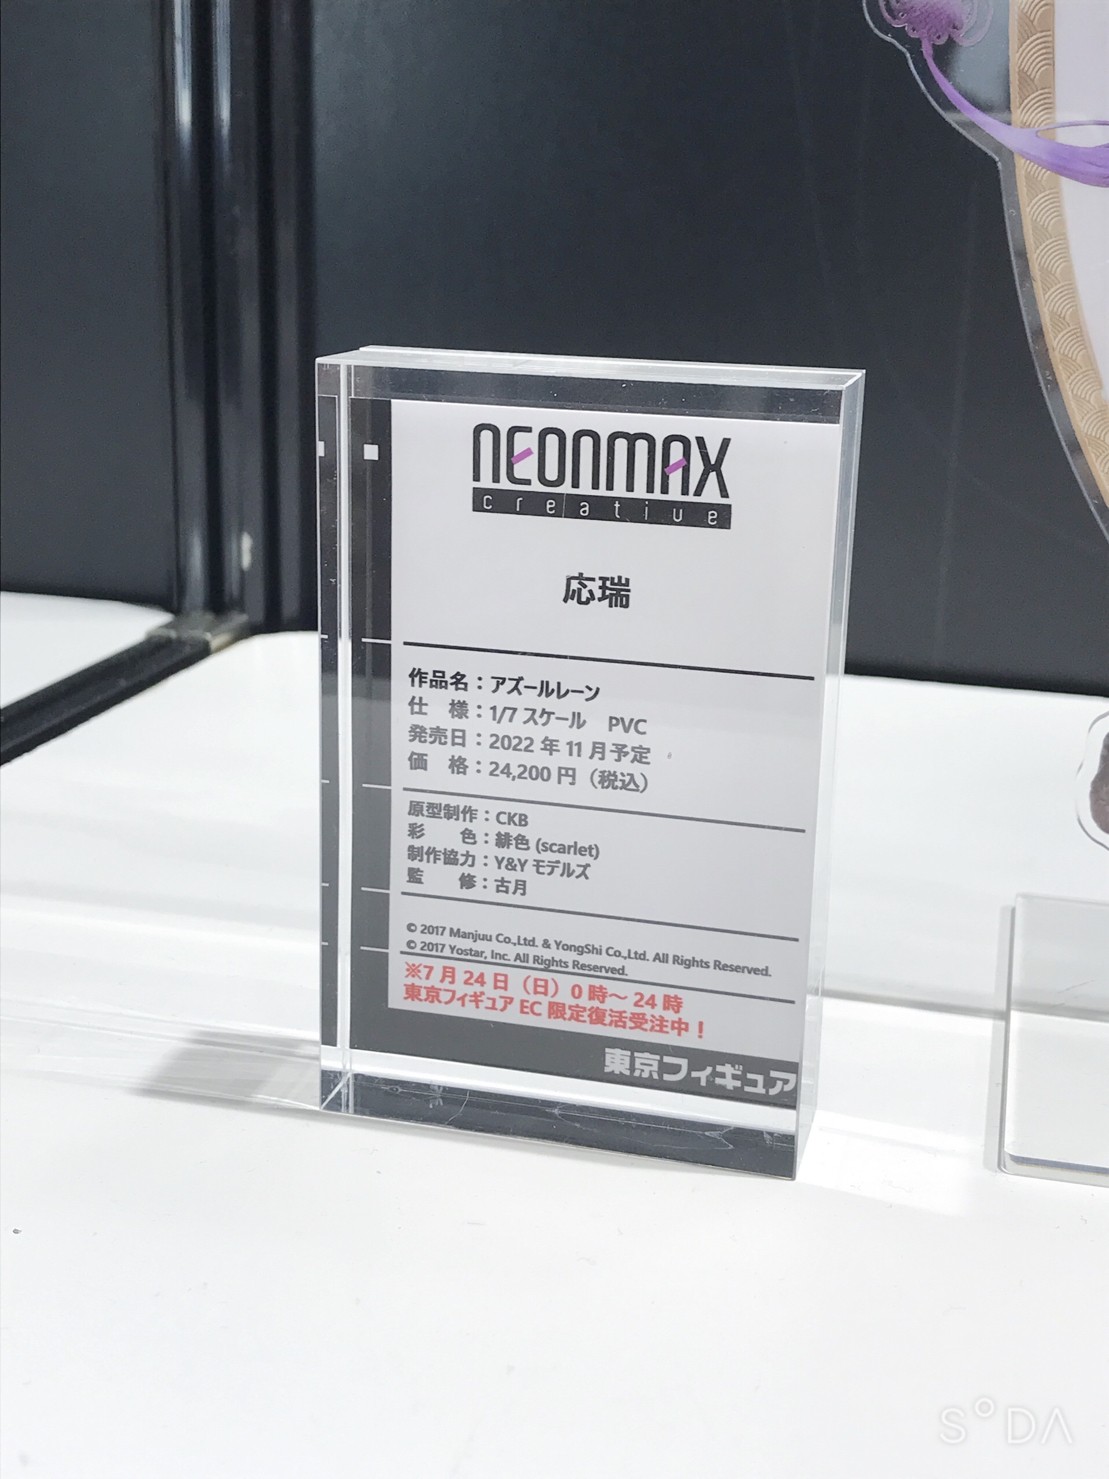 NEONMAX
creative
応瑞
作品名：アズールレーン
仕　様：1/7 スケール　PVC
発売日：2022 年 11 月予定
価　格：24,200 円（税込）
原型制作：CKB
彩　　色：緋色 (scarlet)
制作協力：Y&Y モデルズ
監　　修：古月
© 2017 Manjuu Co.,Ltd. & YongShi Co.,Ltd. All Rights Reserved.
© 2017 Yostar, Inc. All Rights Reserved.
※7 月 24 日（日）0 時～ 24 時
東京フィギュア EC 限定復活受注中！
東京フィギュア
SODA